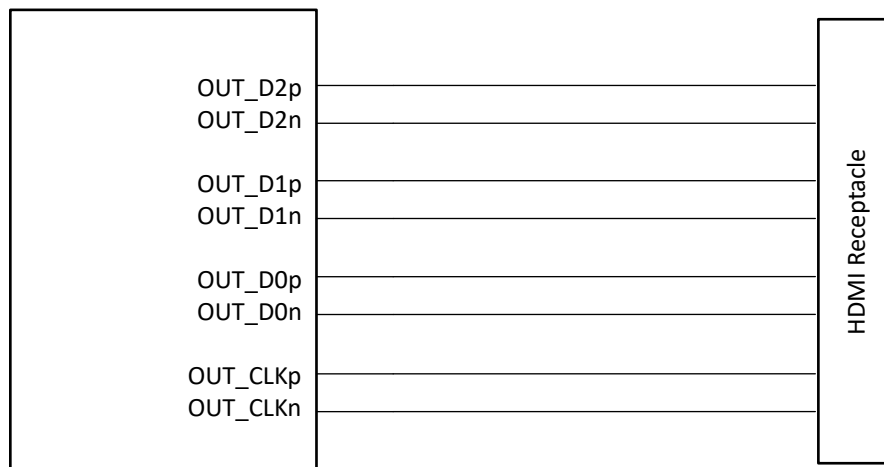 OUT_D2p
OUT_D2n
OUT_D1p
OUT_D1n
OUT_D0p
OUT_D0n
OUT_CLKp
OUT_CLKn
HDMI Receptacle